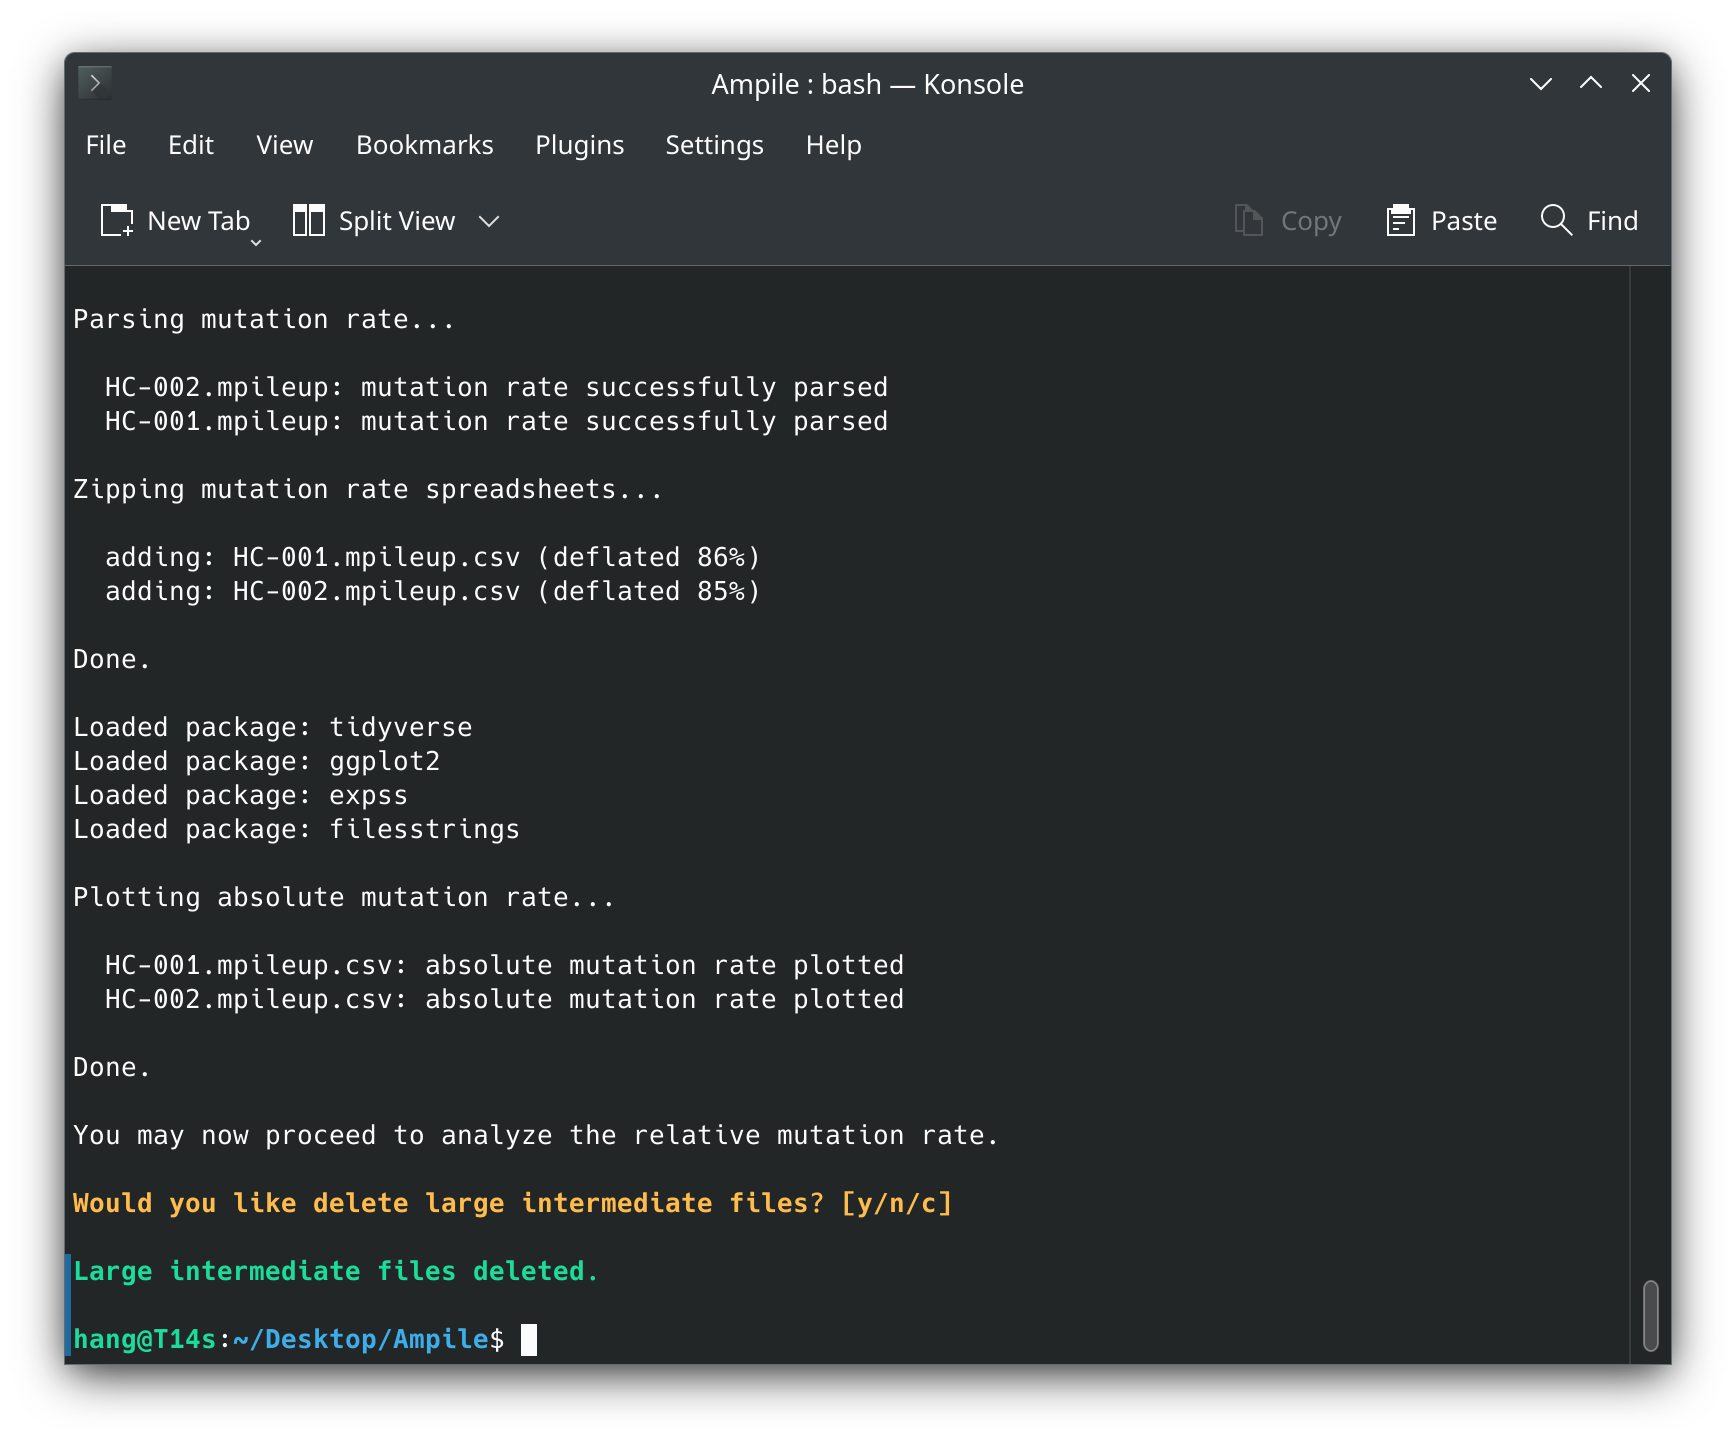 Ampile : bash — Konsole
File Edit View Bookmarks Plugins Settings Help
New Tab Split View Copy Paste Find
Parsing mutation rate...
HC-002.mpileup: mutation rate successfully parsed
HC-001.mpileup: mutation rate successfully parsed
Zipping mutation rate spreadsheets...
adding: HC-001.mpileup.csv (deflated 86%)
adding: HC-002.mpileup.csv (deflated 85%)
Done.
Loaded package: tidyverse
Loaded package: ggplot2
Loaded package: expss
Loaded package: filesstrings
Plotting absolute mutation rate...
HC-001.mpileup.csv: absolute mutation rate plotted
HC-002.mpileup.csv: absolute mutation rate plotted
Done.
You may now proceed to analyze the relative mutation rate.
Would you like delete large intermediate files? [y/n/c]
Large intermediate files deleted.
hang@T14s:~/Desktop/Ampile$